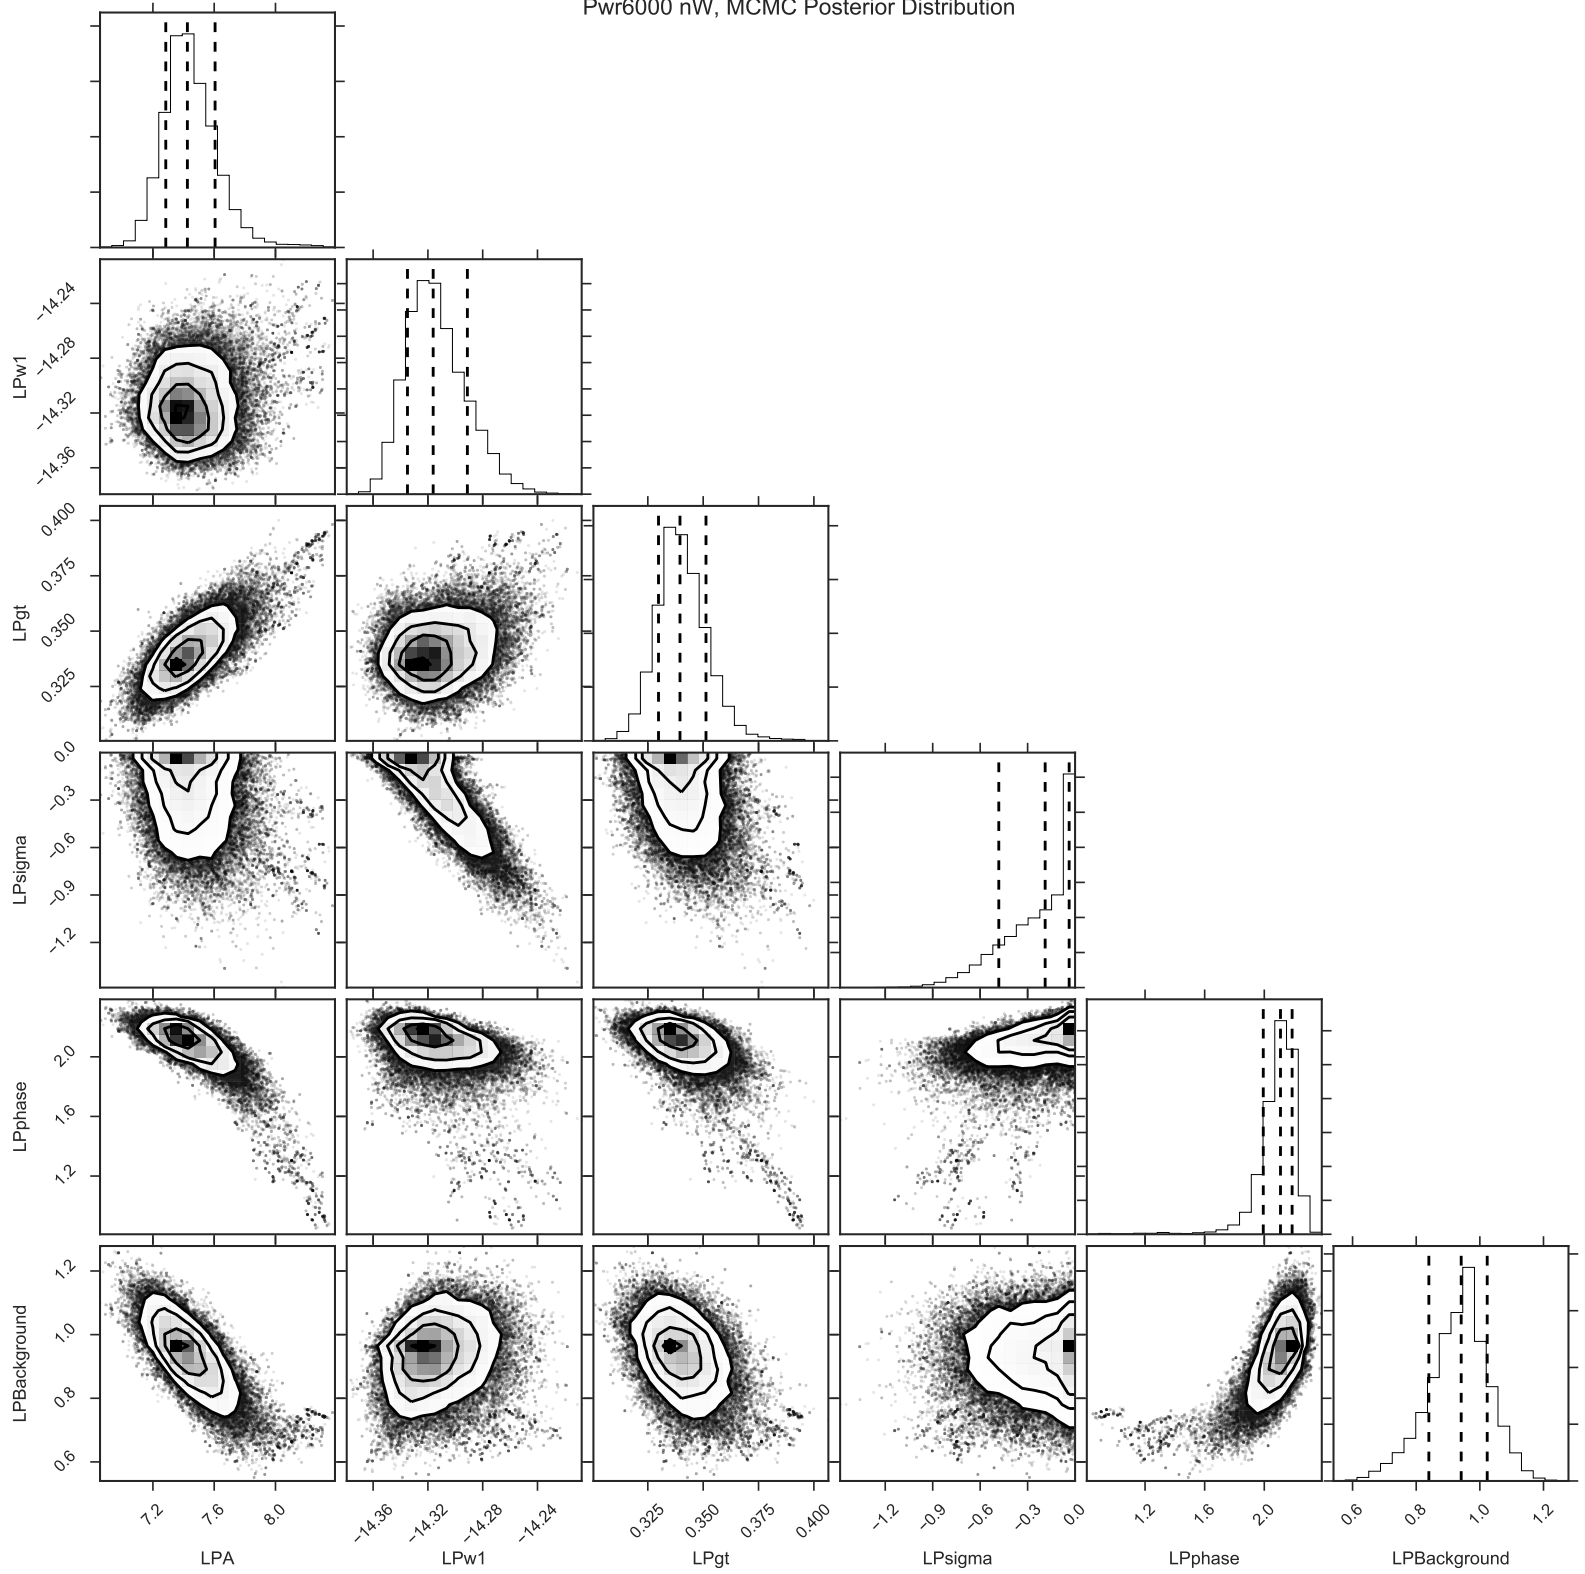 Pwr6000 nW, MCMC Posterior Distribution
LPw1
−14.24
−14.28
−14.32
−14.36
LPgt
0.400
0.375
0.350
0.325
LPsigma
0.0
−0.3
−0.6
−0.9
−1.2
LPphase
2.0
1.6
1.2
LPBackground
1.2
1.0
0.8
0.6
7.2 7.6 8.0 −14.36 −14.32 −14.28 −14.24 0.325 0.350 0.375 0.400 −1.2 −0.9 −0.6 −0.3 0.0 1.2 1.6 2.0 0.6 0.8 1.0 1.2
LPA LPw1 LPgt LPsigma LPphase LPBackground